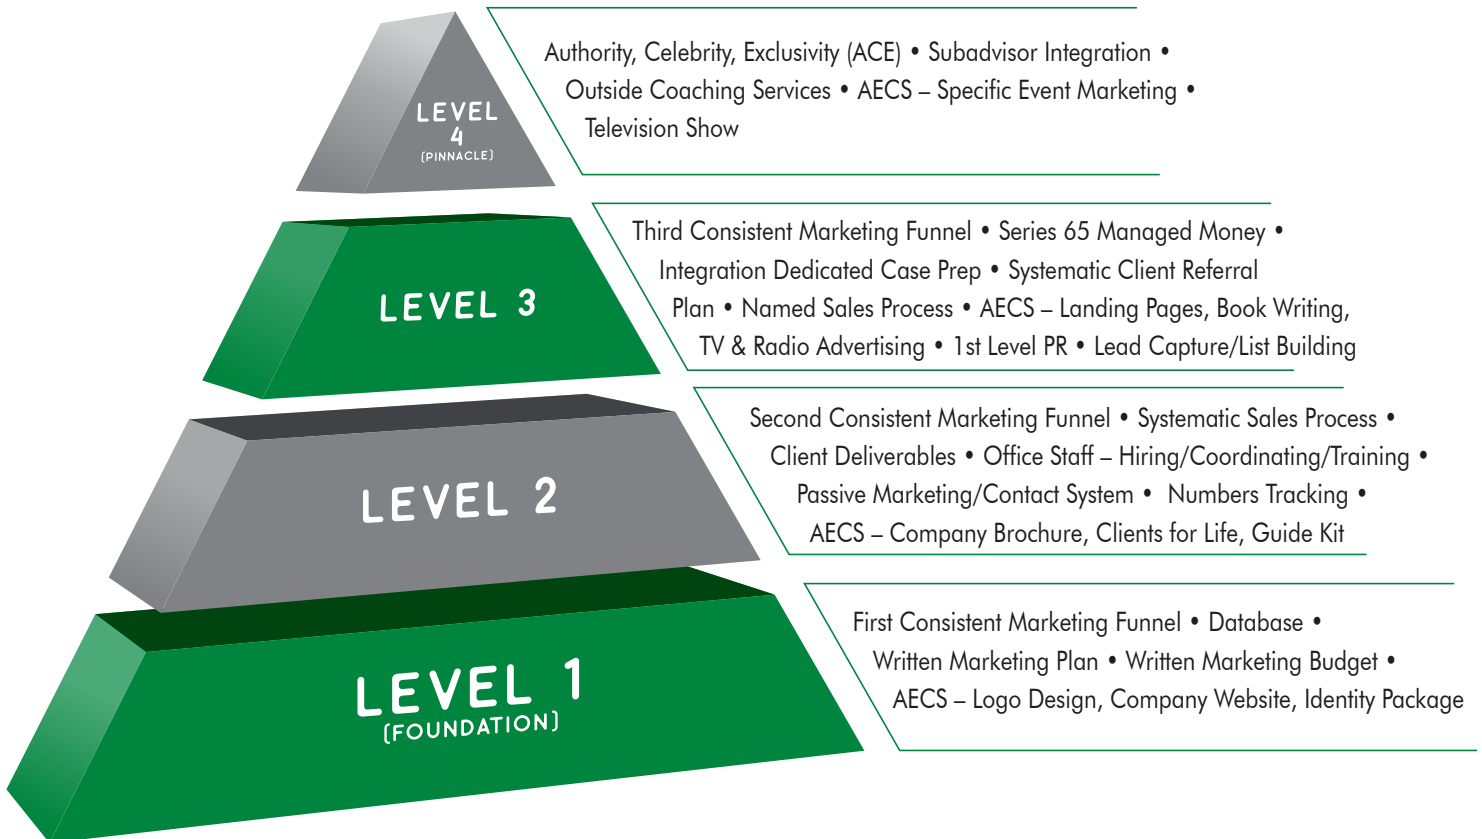 LEVEL
4
(PINNACLE)
Authority, Celebrity, Exclusivity (ACE) • Subadvisor Integration •
Outside Coaching Services • AECS – Specific Event Marketing •
Television Show
LEVEL 3
Third Consistent Marketing Funnel • Series 65 Managed Money •
Integration Dedicated Case Prep • Systematic Client Referral
Plan • Named Sales Process • AECS – Landing Pages, Book Writing,
TV & Radio Advertising • 1st Level PR • Lead Capture/List Building
LEVEL 2
Second Consistent Marketing Funnel • Systematic Sales Process •
Client Deliverables • Office Staff – Hiring/Coordinating/Training •
Passive Marketing/Contact System • Numbers Tracking •
AECS – Company Brochure, Clients for Life, Guide Kit
LEVEL 1
(FOUNDATION)
First Consistent Marketing Funnel • Database •
Written Marketing Plan • Written Marketing Budget •
AECS – Logo Design, Company Website, Identity Package